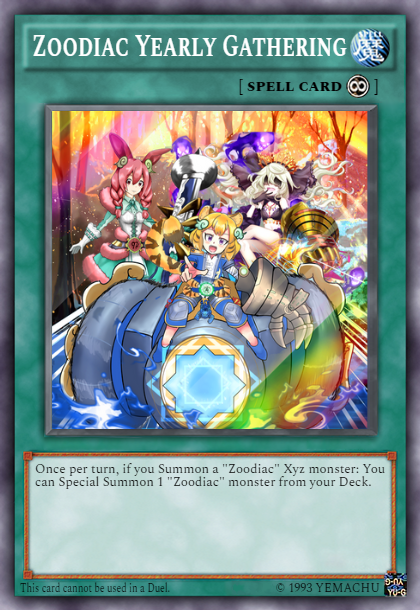 ZOODIAC YEARLY GATHERING 魔
[ SPELL CARD ]
Once per turn, if you Summon a "Zoodiac" Xyz monster: You
can Special Summon 1 "Zoodiac" monster from your Deck.
This card cannot be used in a Duel. © 1993 YEMACHU